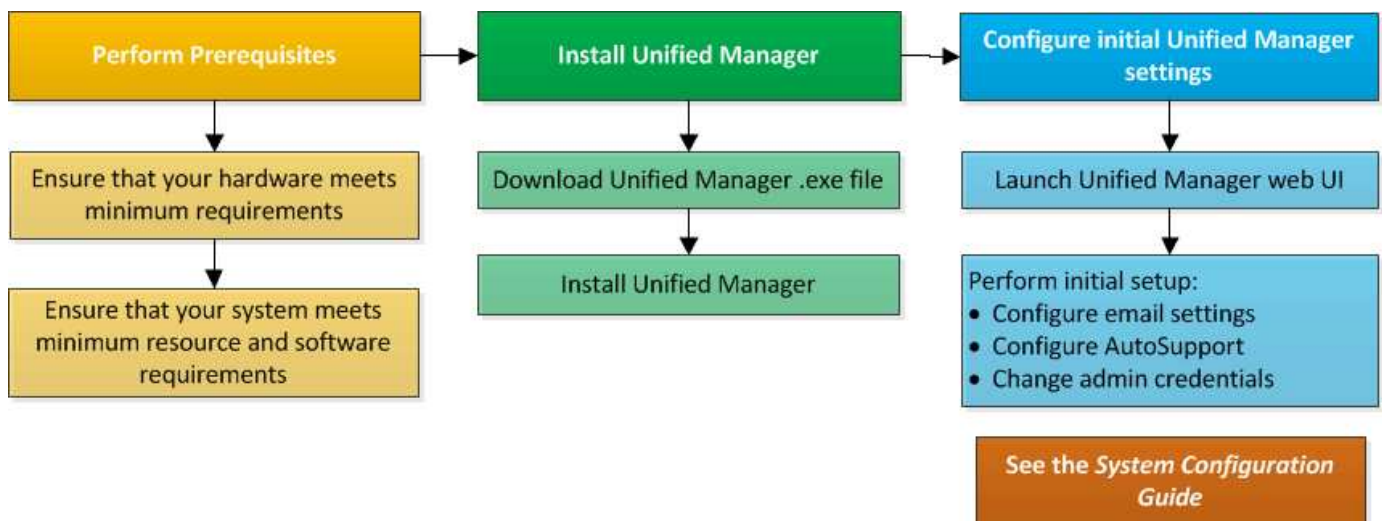 Perform Prerequisites
Install Unified Manager
Configure initial Unified Manager
settings
Ensure that your hardware meets
minimum requirements
Ensure that your system meets
minimum resource and software
requirements
Download Unified Manager .exe file
Install Unified Manager
Launch Unified Manager web UI
Perform initial setup:
• Configure email settings
• Configure AutoSupport
• Change admin credentials
See the System Configuration
Guide